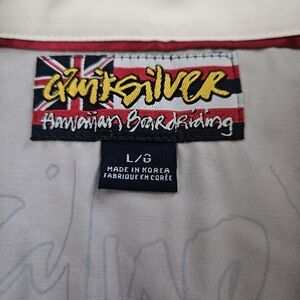 Quiksilver
Hawaiian Boardriding
L/G
MADE IN KOREA
FABRIQUE EN CORÉE